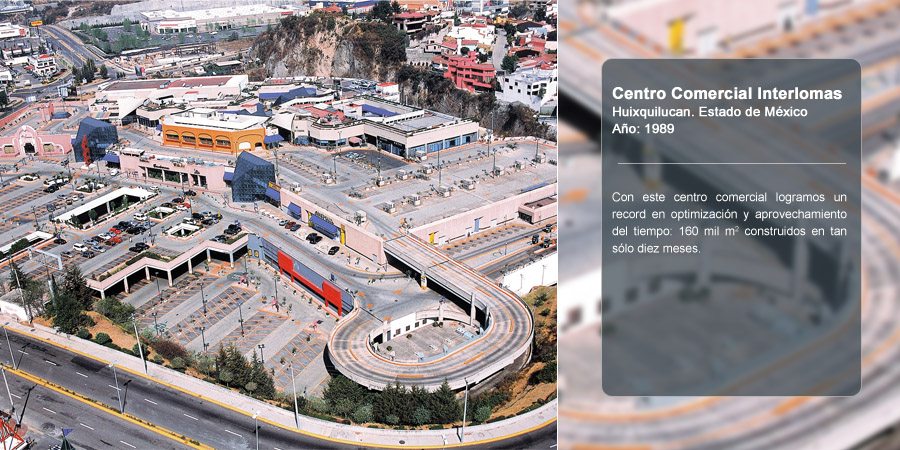 Centro Comercial Interlomas
Huixquilucan. Estado de México
Año: 1989
Con este centro comercial logramos un
record en optimización y aprovechamiento
del tiempo: 160 mil m² construidos en tan
sólo diez meses.